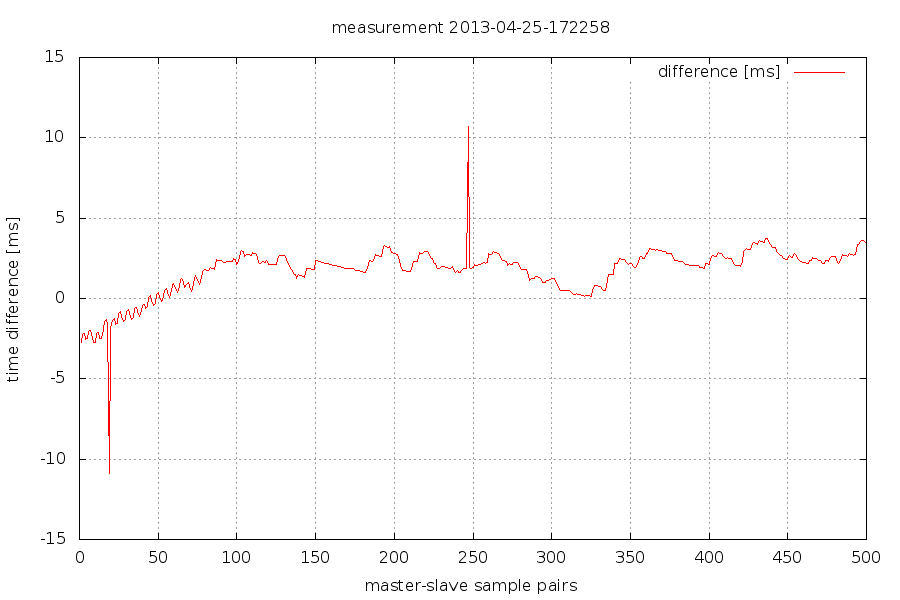 measurement 2013-04-25-172258
difference [ms]
time difference [ms]
15
10
5
0
-5
-10
-15
0 50 100 150 200 250 300 350 400 450 500
master-slave sample pairs